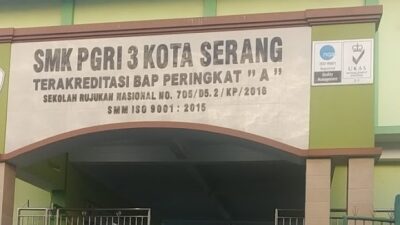 SMK PGRI 3 KOTA SERANG
TERAKREDITASI BAP PERINGKAT "A"
SEKOLAH RUJUKAN NASIONAL NO. 705/D5.2/KP/2016
SMM ISO 9001 : 2015
UKAS